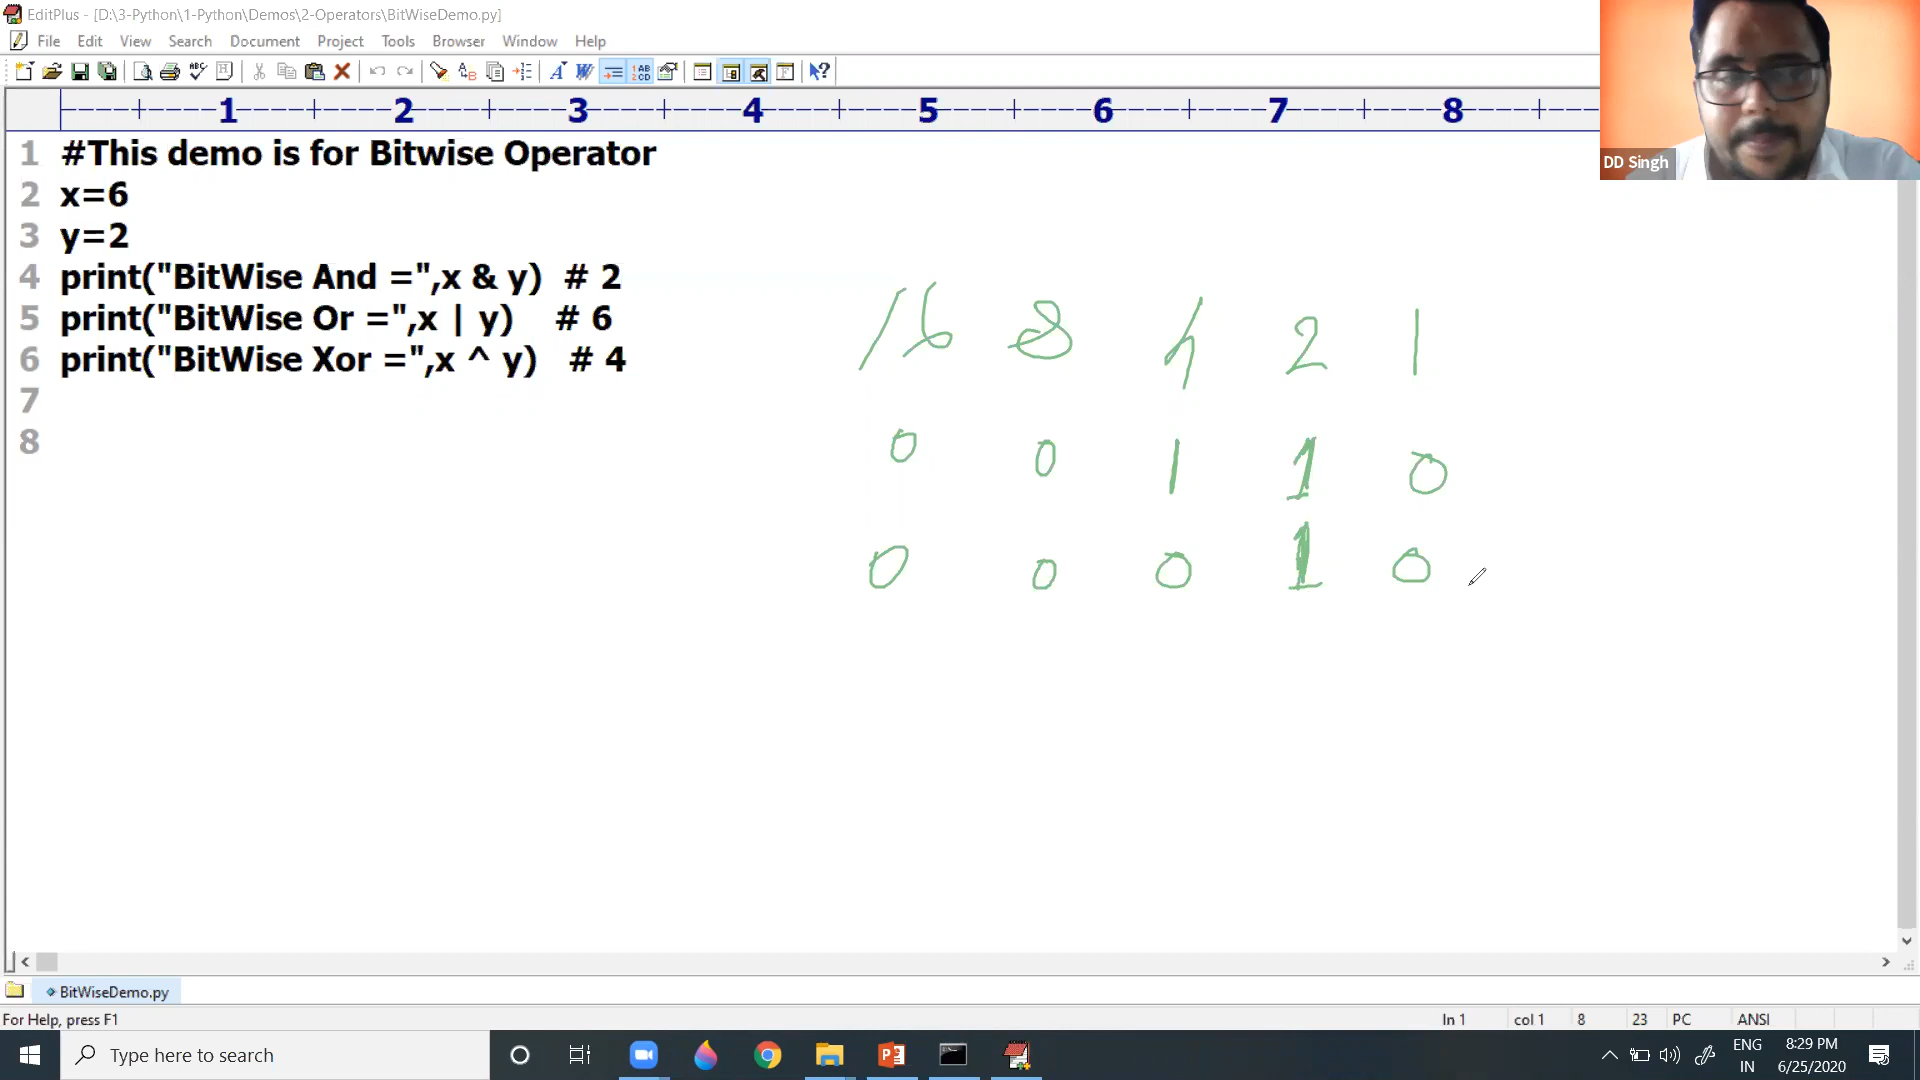 EditPlus - [D:\3-Python\1-Python\Demos\2-Operators\BitWiseDemo.py]
File Edit View Search Document Project Tools Browser Window Help
----+----1----+----2----+----3----+----4----+----5----+----6----+----7----+----8----+---
DD Singh
1 #This demo is for Bitwise Operator
2 x=6
3 y=2
4 print("BitWise And =",x & y)  # 2
5 print("BitWise Or =",x | y)    # 6
6 print("BitWise Xor =",x ^ y)   # 4
7
8
16 8 4 2 1
0 0 1 1 0
0 0 0 1 0
BitWiseDemo.py
For Help, press F1 ln 1 col 1 8 23 PC ANSI
Type here to search
ENG
IN
8:29 PM
6/25/2020